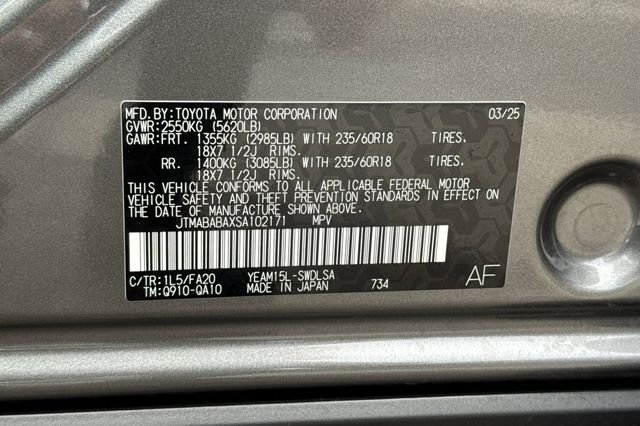 MFD.BY:TOYOTA MOTOR CORPORATION 03/25
GVWR:2550KG (5620LB)
GAWR:FRT. 1355KG (2985LB) WITH 235/60R18 TIRES.
18X7 1/2J RIMS.
RR. 1400KG (3085LB) WITH 235/60R18 TIRES.
18X7 1/2J RIMS.
THIS VEHICLE CONFORMS TO ALL APPLICABLE FEDERAL MOTOR
VEHICLE SAFETY AND THEFT PREVENTION STANDARDS IN EFFECT
ON THE DATE OF MANUFACTURE SHOWN ABOVE.
JTMABABAXSA102171 MPV
C/TR:1L5/FA20 YEAM15L-SWDLSA
TM:Q910-QA10 MADE IN JAPAN 734 AF